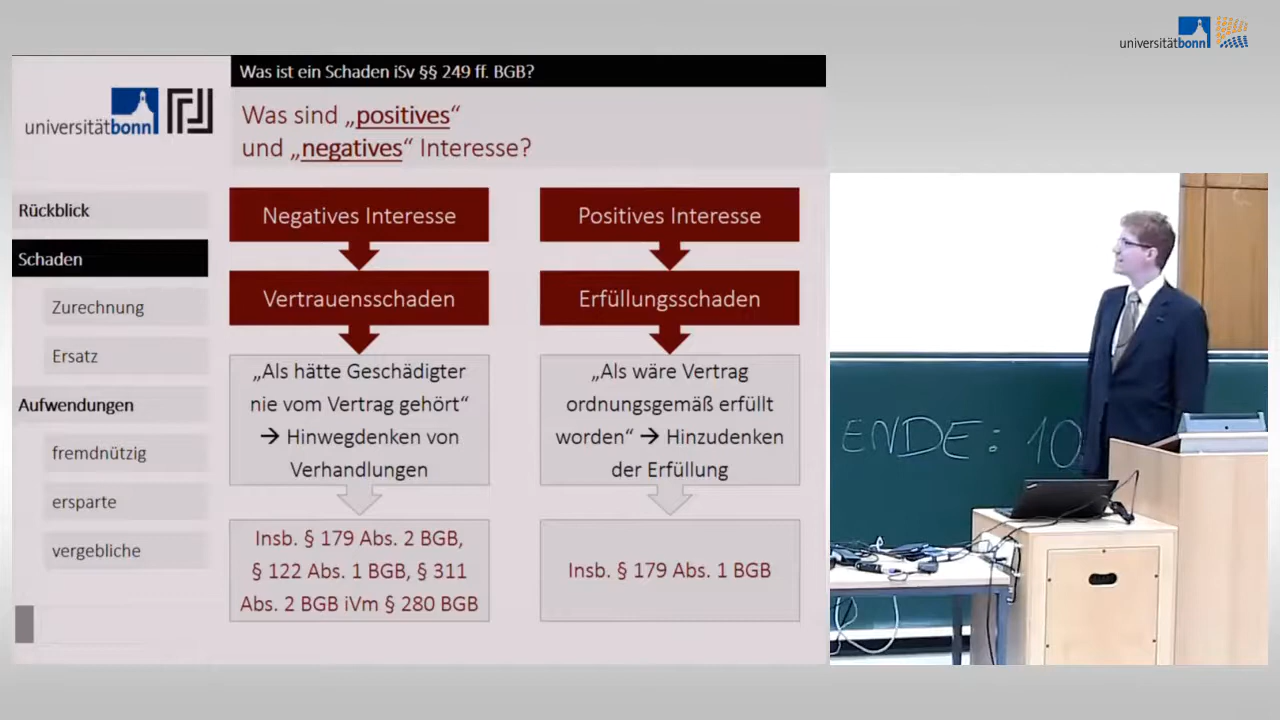 universitätbonn
Was ist ein Schaden iSv §§ 249 ff. BGB?
universitätbonn
Was sind „positives“
und „negatives“ Interesse?
Rückblick
Schaden
Zurechnung
Ersatz
Aufwendungen
fremdnützig
ersparte
vergebliche
Negatives Interesse
Vertrauensschaden
„Als hätte Geschädigter
nie vom Vertrag gehört“
→ Hinwegdenken von
Verhandlungen
Insb. § 179 Abs. 2 BGB,
§ 122 Abs. 1 BGB, § 311
Abs. 2 BGB iVm § 280 BGB
Positives Interesse
Erfüllungsschaden
„Als wäre Vertrag
ordnungsgemäß erfüllt
worden“ → Hinzudenken
der Erfüllung
Insb. § 179 Abs. 1 BGB
ENDE: 10